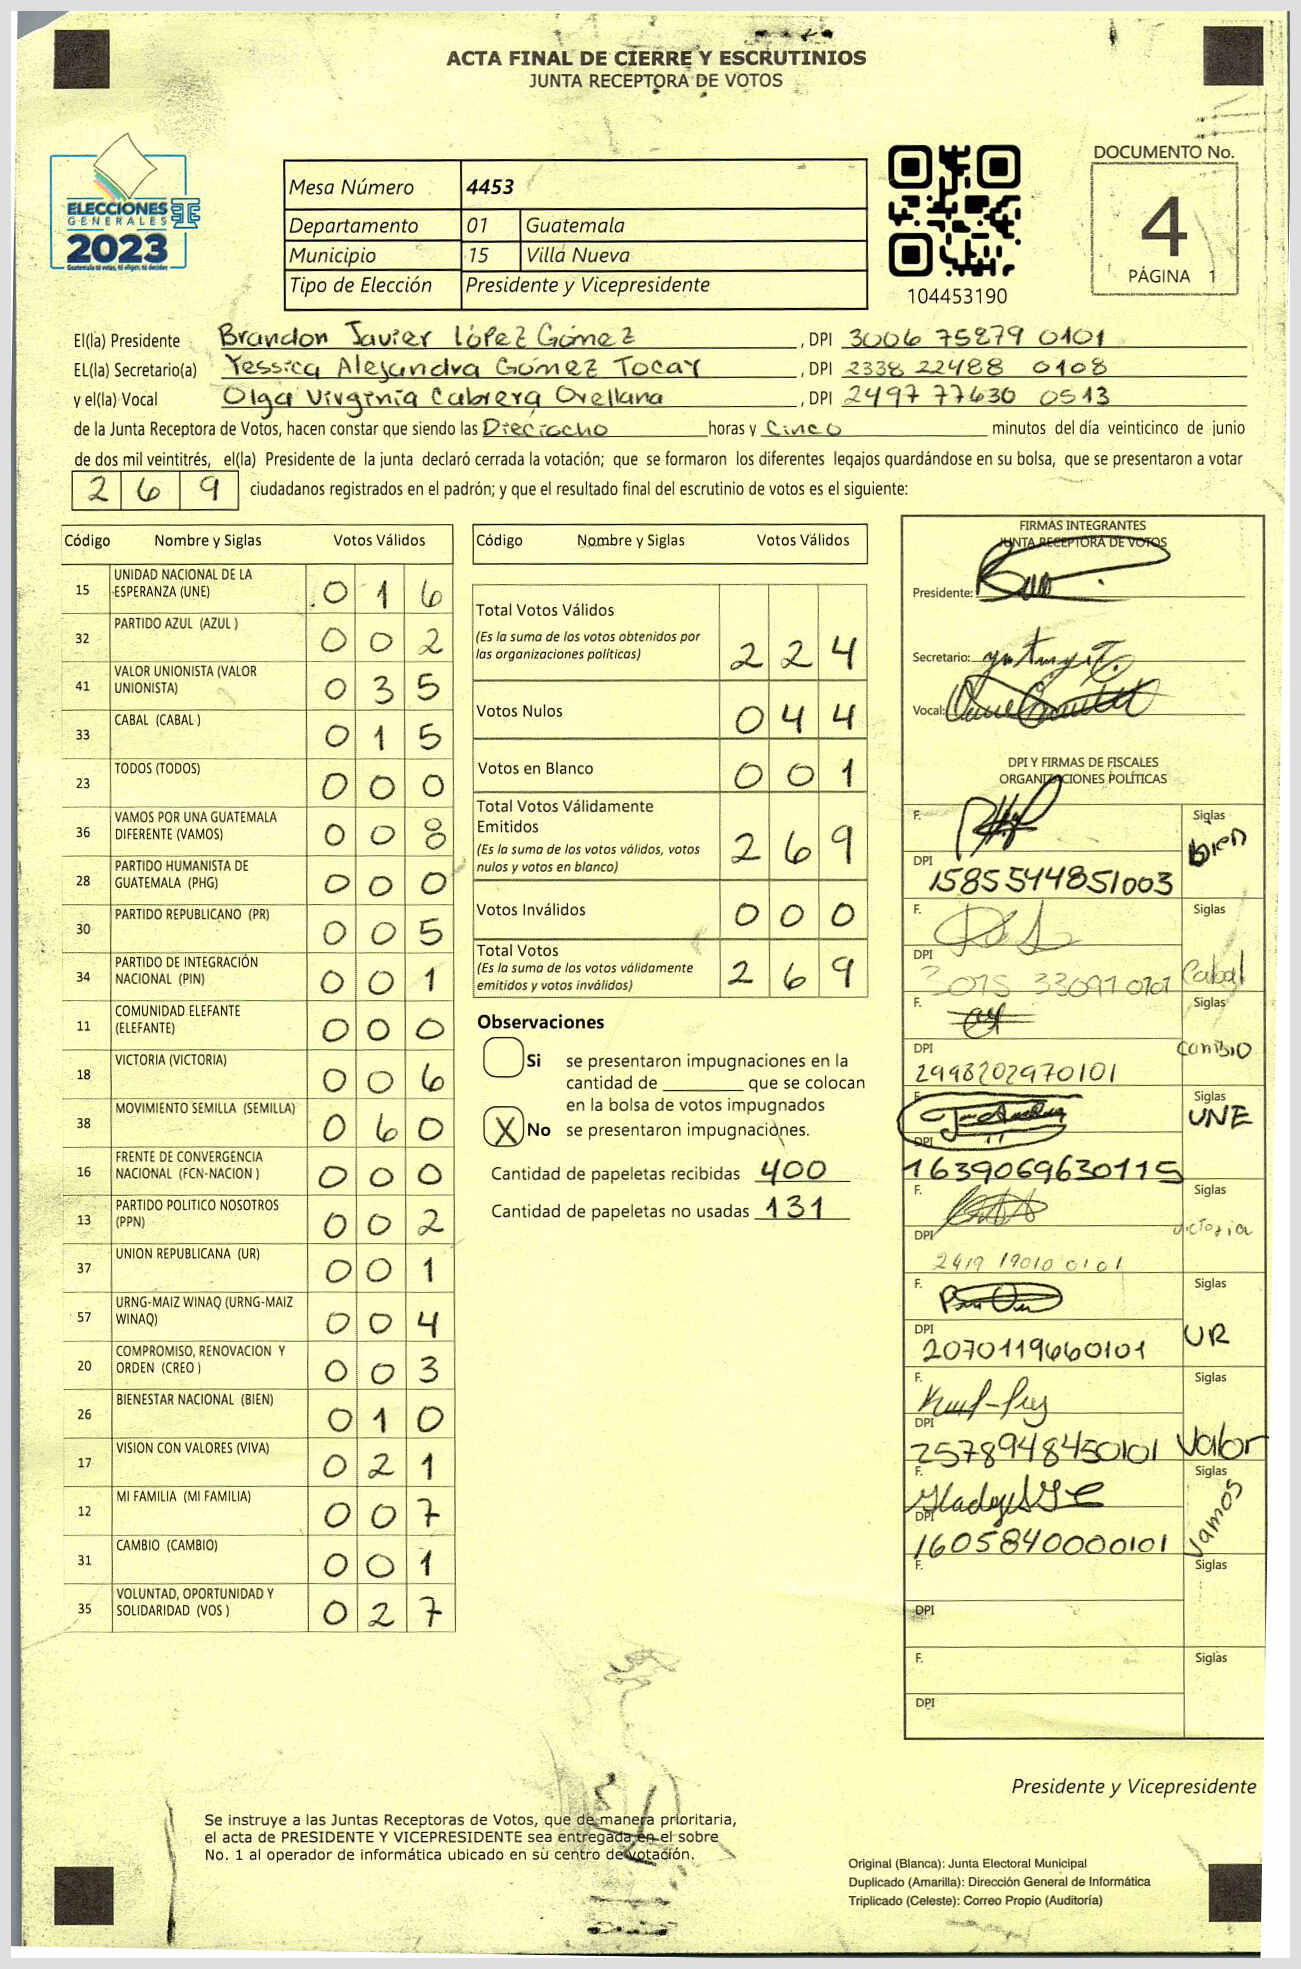 ACTA FINAL DE CIERRE Y ESCRUTINIOS
JUNTA RECEPTORA DE VOTOS
ELECCIONES
GENERALES
2023
Mesa Número 4453
Departamento 01 Guatemala
Municipio 15 Villa Nueva
Tipo de Elección Presidente y Vicepresidente
104453190
DOCUMENTO No.
4
PÁGINA 1
El(la) Presidente Brandon Javier López Gómez , DPI 3006 75879 0101
EL(la) Secretario(a) Yessica Alejandra Gómez Tocay , DPI 2338 22488 0108
y el(la) Vocal Olga Virginia Cabrera Orellana , DPI 2497 77630 0513
de la Junta Receptora de Votos, hacen constar que siendo las Dieciocho horas y Cinco minutos del día veinticinco de junio
de dos mil veintitrés, el(la) Presidente de la junta declaró cerrada la votación; que se formaron los diferentes legajos guardándose en su bolsa, que se presentaron a votar
2 6 9 ciudadanos registrados en el padrón; y que el resultado final del escrutinio de votos es el siguiente:
Código Nombre y Siglas Votos Válidos
15 UNIDAD NACIONAL DE LA ESPERANZA (UNE) 0 1 6
32 PARTIDO AZUL (AZUL ) 0 0 2
41 VALOR UNIONISTA (VALOR UNIONISTA) 0 3 5
33 CABAL (CABAL ) 0 1 5
23 TODOS (TODOS) 0 0 0
36 VAMOS POR UNA GUATEMALA DIFERENTE (VAMOS) 0 0 8
28 PARTIDO HUMANISTA DE GUATEMALA (PHG) 0 0 0
30 PARTIDO REPUBLICANO (PR) 0 0 5
34 PARTIDO DE INTEGRACIÓN NACIONAL (PIN) 0 0 1
11 COMUNIDAD ELEFANTE (ELEFANTE) 0 0 0
18 VICTORIA (VICTORIA) 0 0 6
38 MOVIMIENTO SEMILLA (SEMILLA) 0 6 0
16 FRENTE DE CONVERGENCIA NACIONAL (FCN-NACION ) 0 0 0
13 PARTIDO POLITICO NOSOTROS (PPN) 0 0 2
37 UNION REPUBLICANA (UR) 0 0 1
57 URNG-MAIZ WINAQ (URNG-MAIZ WINAQ) 0 0 4
20 COMPROMISO, RENOVACION Y ORDEN (CREO ) 0 0 3
26 BIENESTAR NACIONAL (BIEN) 0 1 0
17 VISION CON VALORES (VIVA) 0 2 1
12 MI FAMILIA (MI FAMILIA) 0 0 7
31 CAMBIO (CAMBIO) 0 0 1
35 VOLUNTAD, OPORTUNIDAD Y SOLIDARIDAD (VOS ) 0 2 7
Código Nombre y Siglas Votos Válidos
Total Votos Válidos
(Es la suma de los votos obtenidos por
las organizaciones políticas) 2 2 4
Votos Nulos 0 4 4
Votos en Blanco 0 0 1
Total Votos Válidamente
Emitidos
(Es la suma de los votos válidos, votos
nulos y votos en blanco) 2 6 9
Votos Inválidos 0 0 0
Total Votos
(Es la suma de los votos válidamente
emitidos y votos inválidos) 2 6 9
Observaciones
Si se presentaron impugnaciones en la
cantidad de ________ que se colocan
en la bolsa de votos impugnados
X No se presentaron impugnaciones.
Cantidad de papeletas recibidas 400
Cantidad de papeletas no usadas 131
FIRMAS INTEGRANTES
JUNTA RECEPTORA DE VOTOS
Presidente:
Secretario:
Vocal:
DPI Y FIRMAS DE FISCALES
ORGANIZACIONES POLÍTICAS
F. Siglas bien
DPI 1585544851003
F. Siglas Cabal
DPI 3015 33091 0101
F. Siglas cambio
DPI 2998202970101
F. Siglas UNE
DPI 1639069630115
F. Siglas victoria
DPI 2419 19010 0101
F. Siglas UR
DPI 2070119660101
F. Siglas Valor
DPI 2578948450101
F. Siglas Vamos
DPI 1605840000101
F. Siglas
DPI
F. Siglas
DPI
Presidente y Vicepresidente
Se instruye a las Juntas Receptoras de Votos, que de manera prioritaria,
el acta de PRESIDENTE Y VICEPRESIDENTE sea entregada en el sobre
No. 1 al operador de informática ubicado en su centro de votación.
Original (Blanca): Junta Electoral Municipal
Duplicado (Amarilla): Dirección General de Informática
Triplicado (Celeste): Correo Propio (Auditoría)